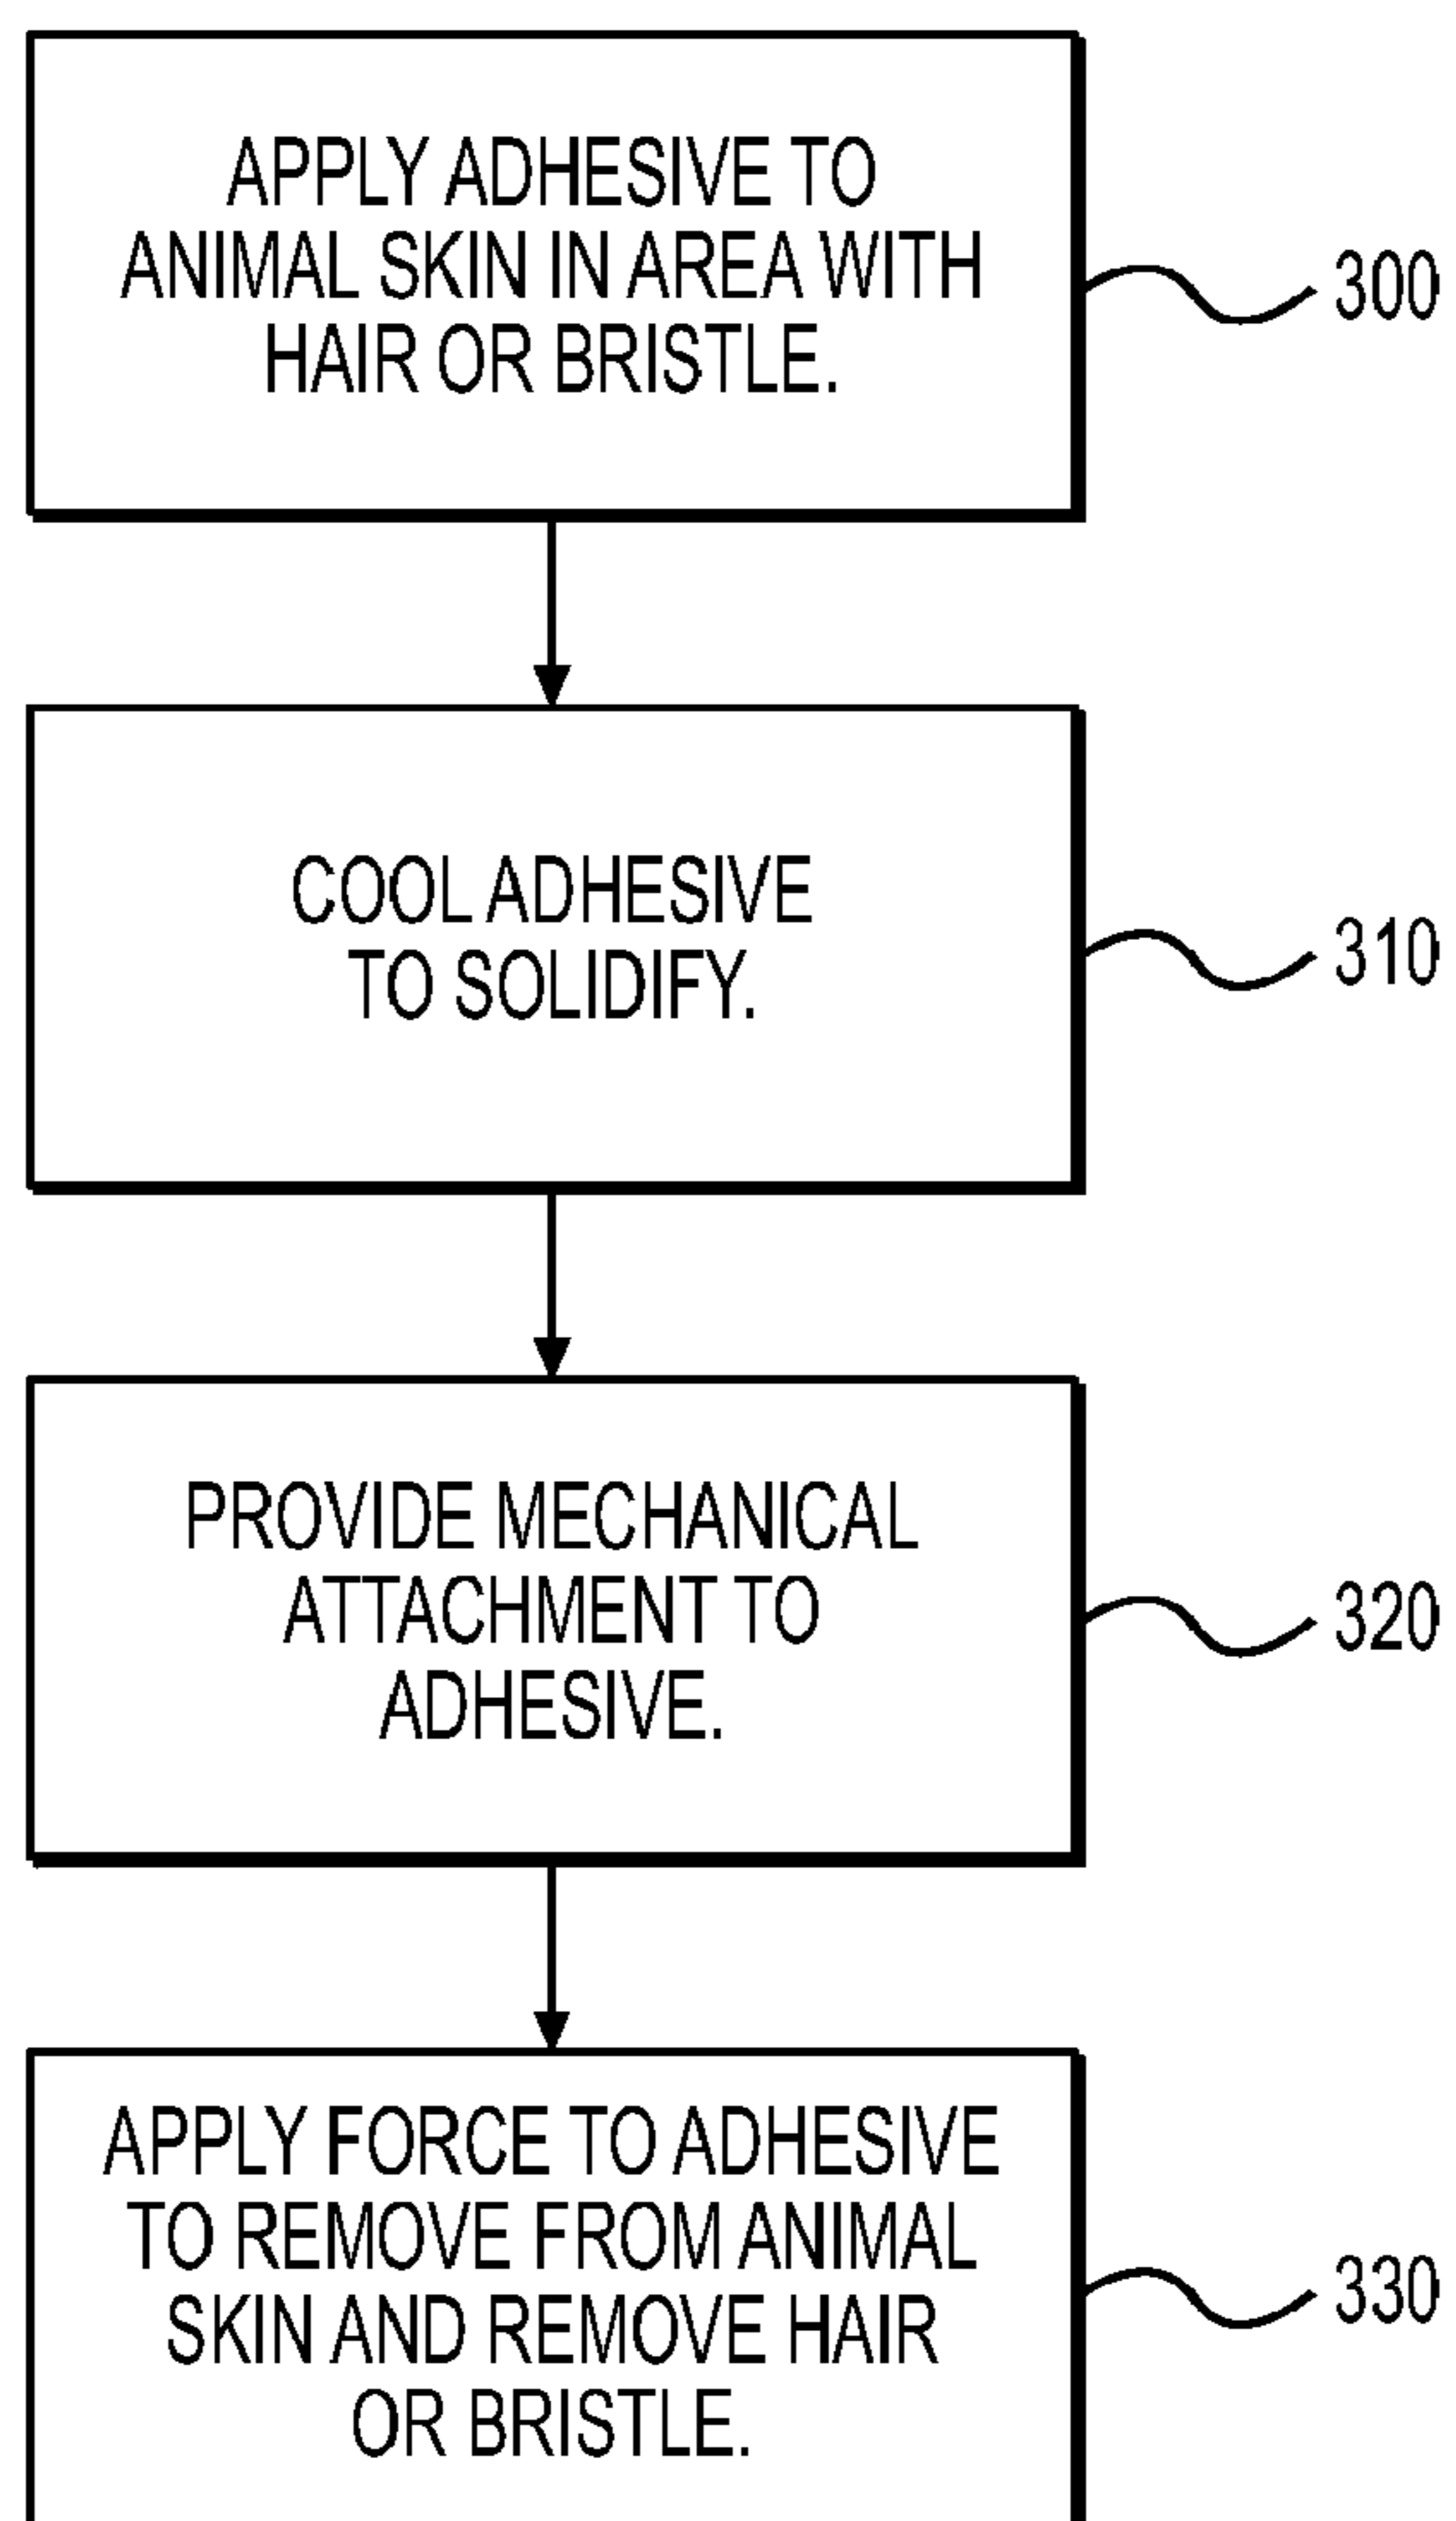 APPLY ADHESIVE TO
ANIMAL SKIN IN AREA WITH
HAIR OR BRISTLE.
300
COOL ADHESIVE
TO SOLIDIFY.
310
PROVIDE MECHANICAL
ATTACHMENT TO
ADHESIVE.
320
APPLY FORCE TO ADHESIVE
TO REMOVE FROM ANIMAL
SKIN AND REMOVE HAIR
OR BRISTLE.
330